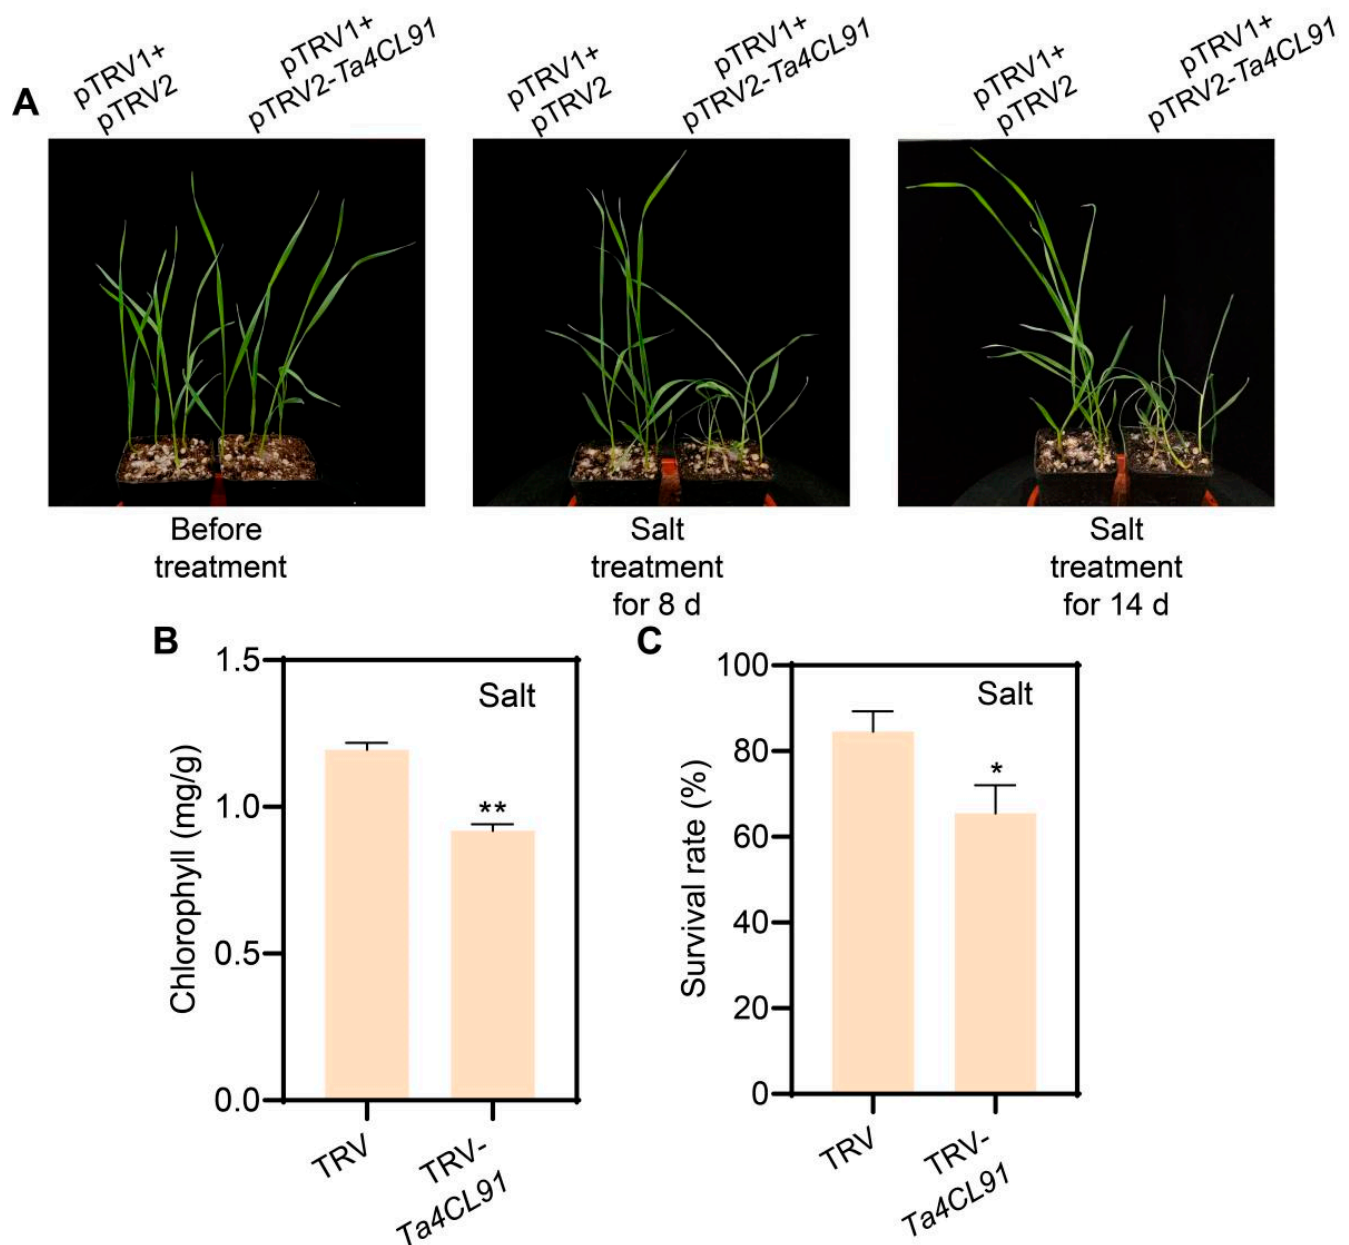 A
pTRV1+
pTRV2
pTRV1+
pTRV2-Ta4CL91
pTRV1+
pTRV2
pTRV1+
pTRV2-Ta4CL91
pTRV1+
pTRV2
pTRV1+
pTRV2-Ta4CL91
Before
treatment
Salt
treatment
for 8 d
Salt
treatment
for 14 d
B
Chlorophyll (mg/g)
1.5
1.0
0.5
0.0
Salt
**
TRV
TRV-
Ta4CL91
C
Survival rate (%)
100
80
60
40
20
0
Salt
*
TRV
TRV-
Ta4CL91